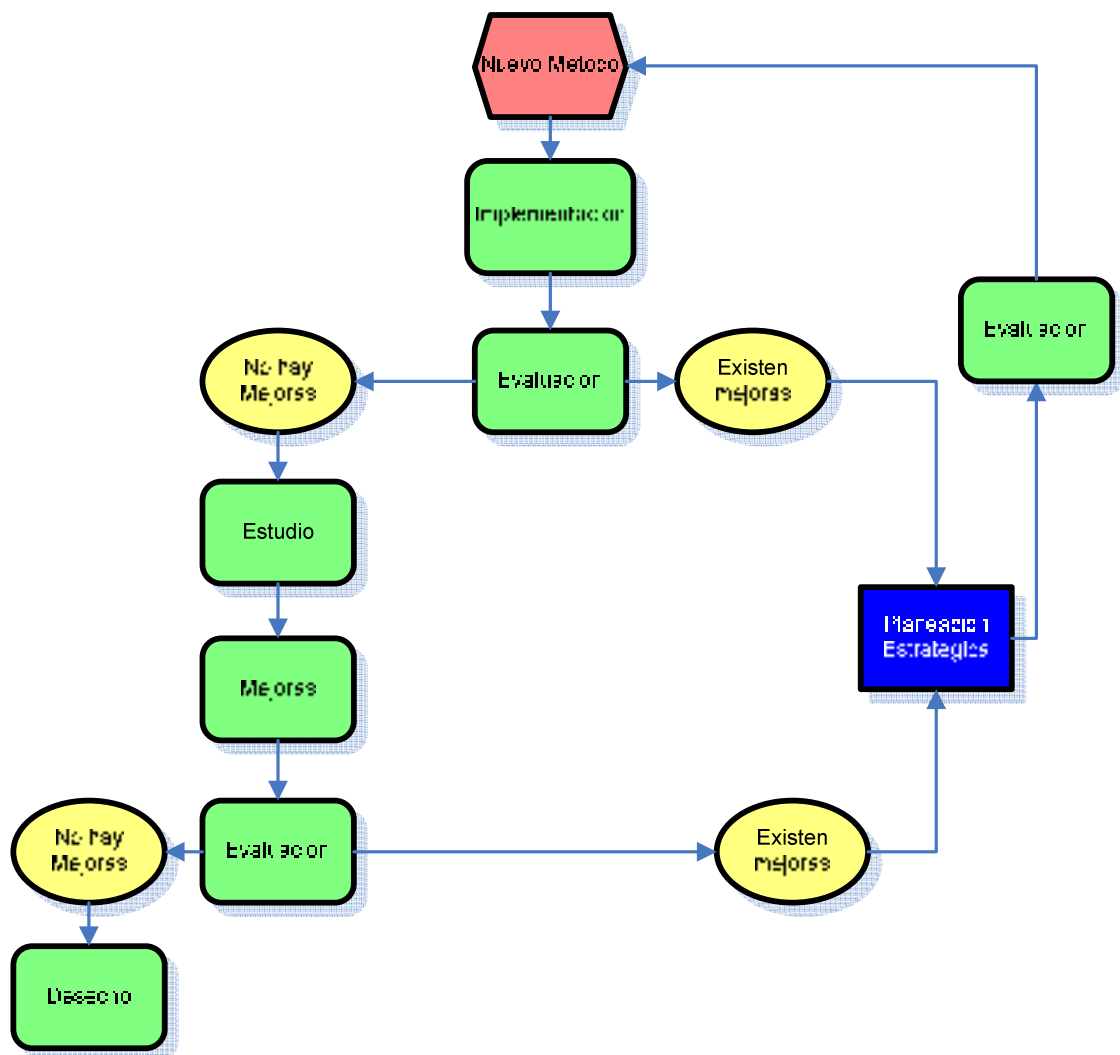 Nuevo Metodo
Implementacion
Evaluacion
No hay
Mejoras
Evaluacion
Existen
mejoras
Estudio
Planeacion
Estrategica
Mejoras
No hay
Mejoras
Evaluacion
Existen
mejoras
Desecho
Evaluacion